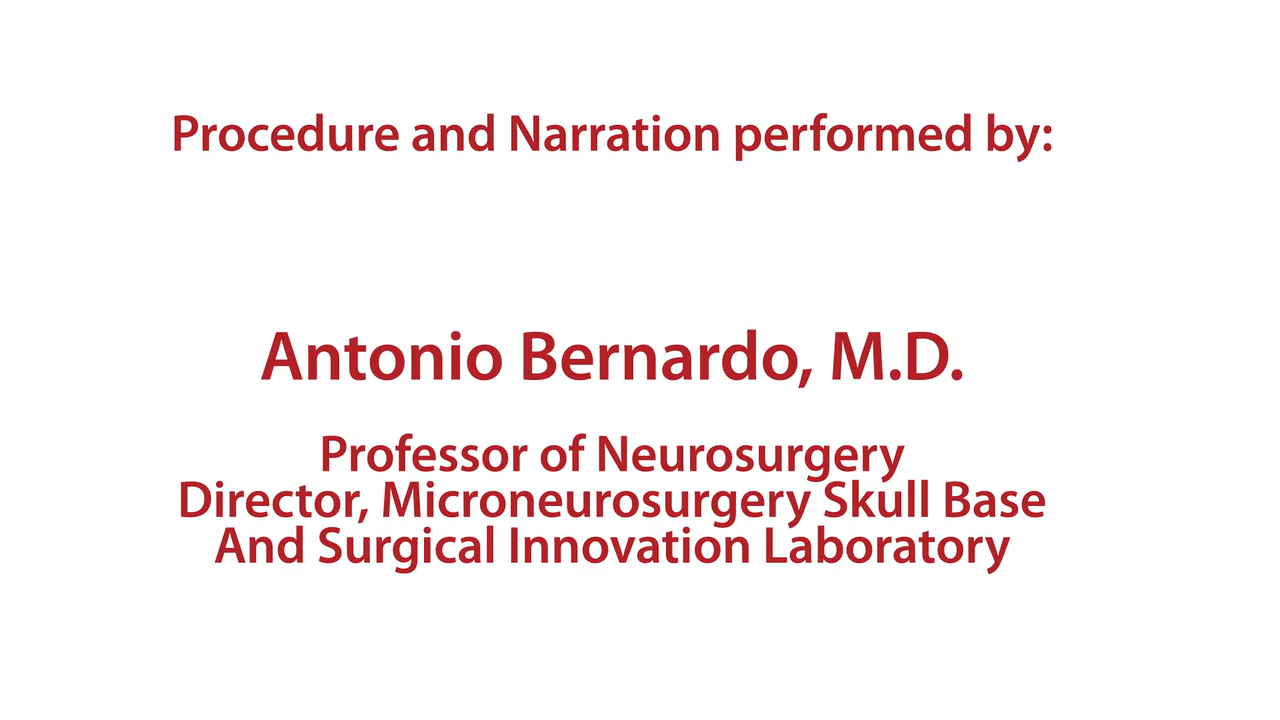 Procedure and Narration performed by:
Antonio Bernardo, M.D.
Professor of Neurosurgery
Director, Microneurosurgery Skull Base
And Surgical Innovation Laboratory